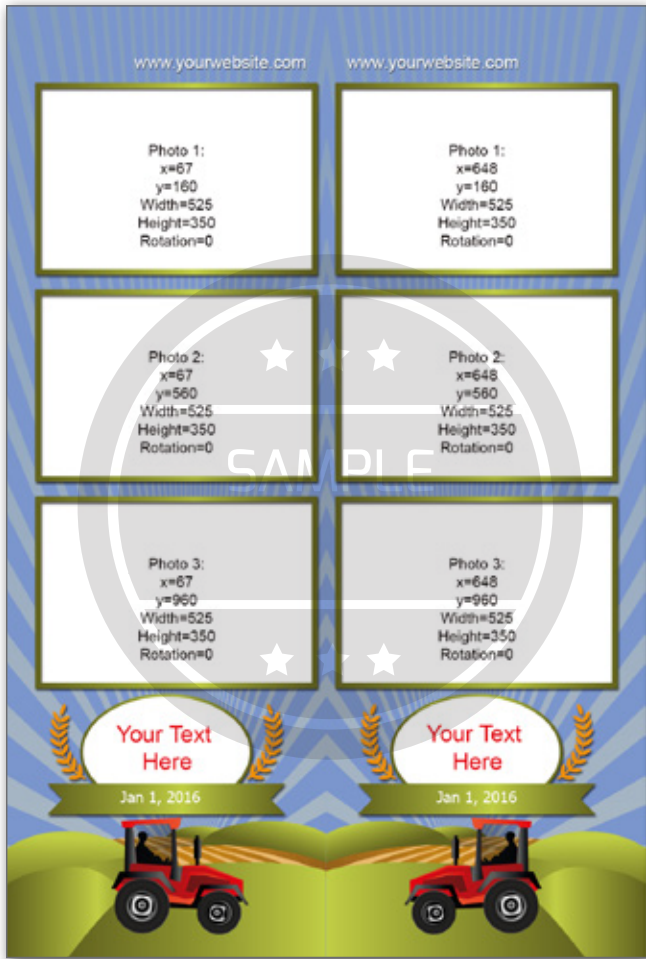 www.yourwebsite.com
www.yourwebsite.com
Photo 1:
x=67
y=160
Width=525
Height=350
Rotation=0
Photo 1:
x=648
y=160
Width=525
Height=350
Rotation=0
Photo 2:
x=67
y=560
Width=525
Height=350
Rotation=0
Photo 2:
x=648
y=560
Width=525
Height=350
Rotation=0
SAMPLE
Photo 3:
x=67
y=960
Width=525
Height=350
Rotation=0
Photo 3:
x=648
y=960
Width=525
Height=350
Rotation=0
Your Text
Here
Jan 1, 2016
Your Text
Here
Jan 1, 2016